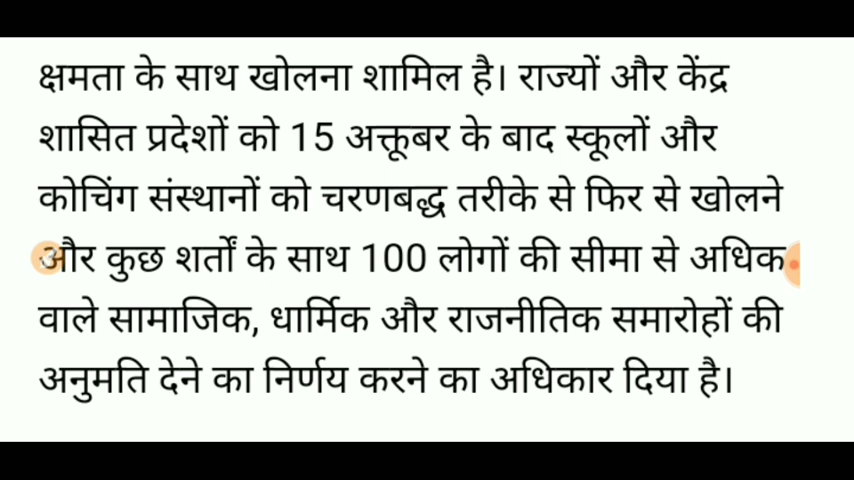 क्षमता के साथ खोलना शामिल है। राज्यों और केंद्र
शासित प्रदेशों को 15 अक्तूबर के बाद स्कूलों और
कोचिंग संस्थानों को चरणबद्ध तरीके से फिर से खोलने
और कुछ शर्तों के साथ 100 लोगों की सीमा से अधिक
वाले सामाजिक, धार्मिक और राजनीतिक समारोहों की
अनुमति देने का निर्णय करने का अधिकार दिया है।